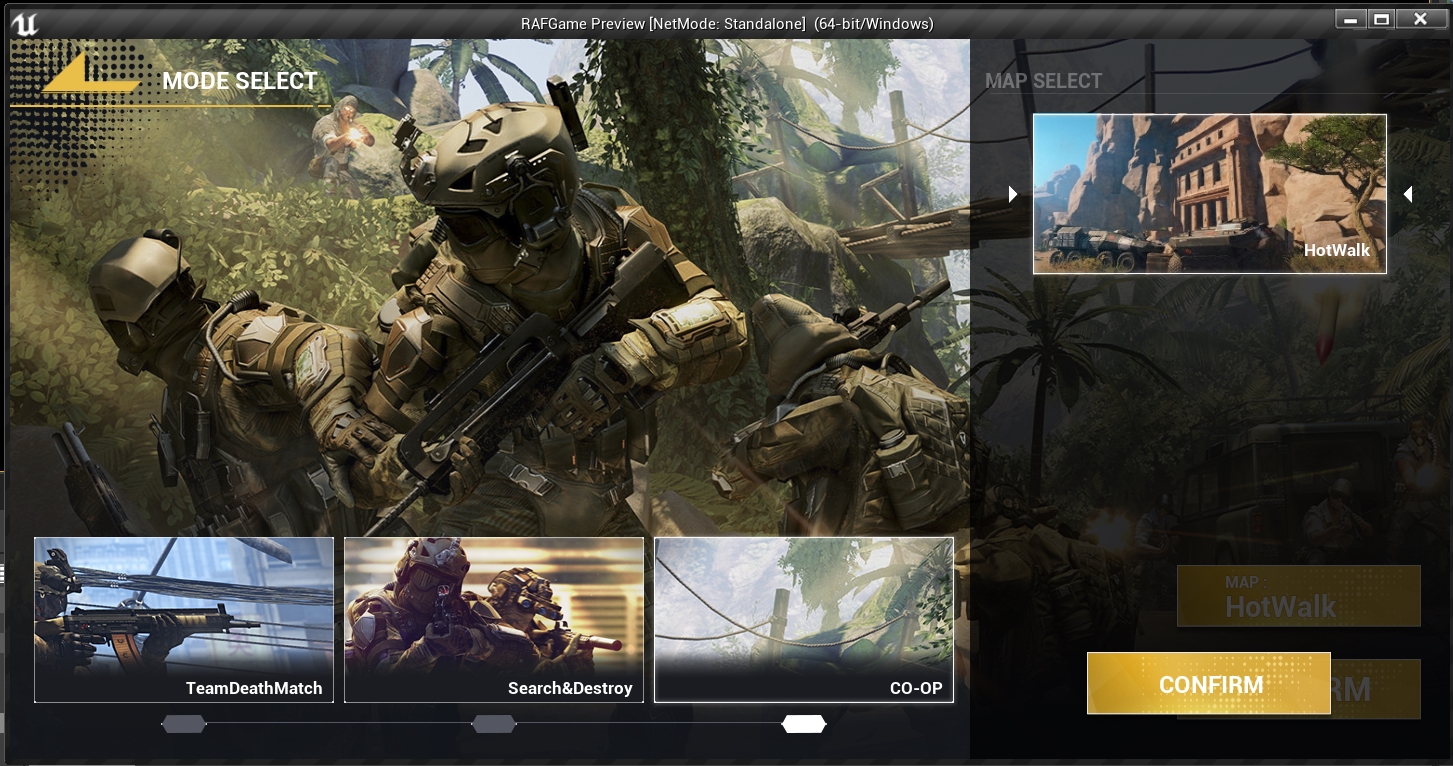 RAFGame Preview [NetMode: Standalone] (64-bit/Windows)
MODE SELECT
MAP SELECT
HotWalk
TeamDeathMatch
Search&Destroy
CO-OP
MAP :
HotWalk
CONFIRM
RM